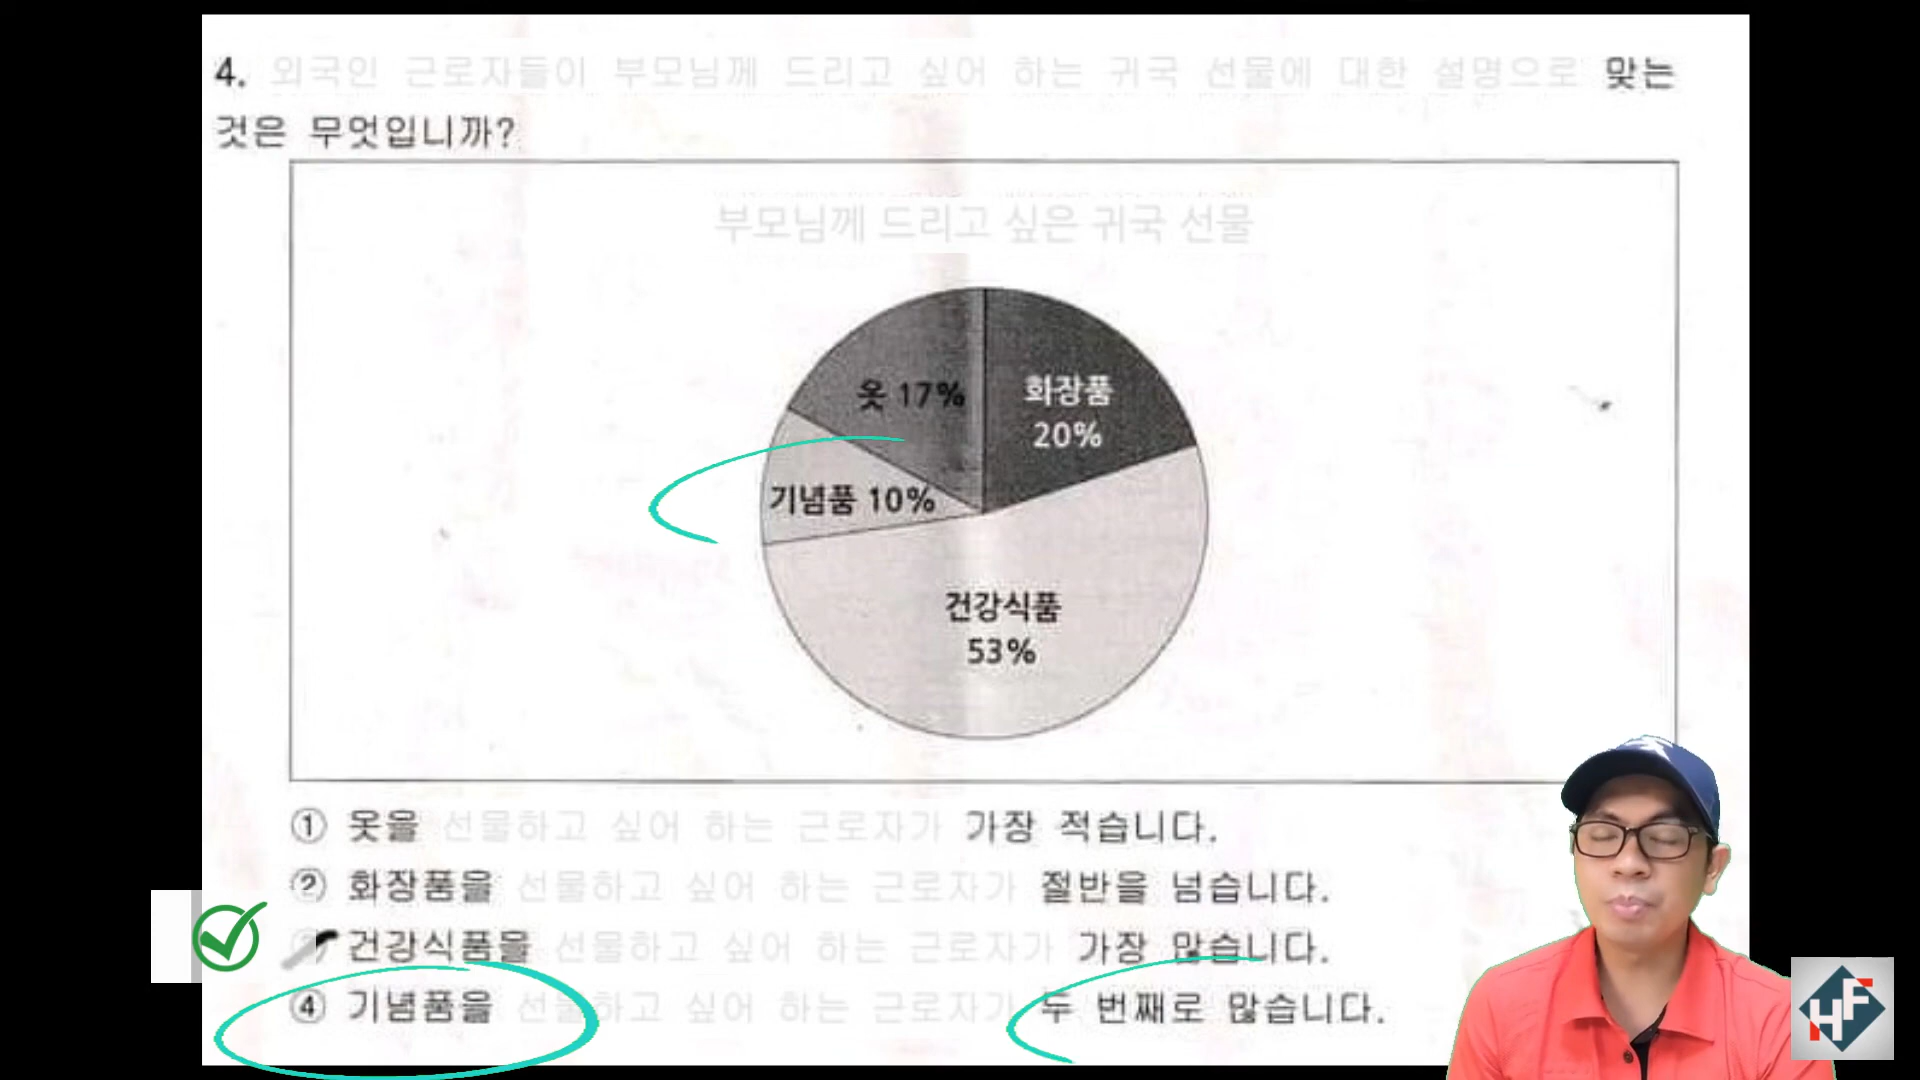 4. 외국인 근로자들이 부모님께 드리고 싶어 하는 귀국 선물에 대한 설명으로 맞는
것은 무엇입니까?
부모님께 드리고 싶은 귀국 선물
옷 17%
화장품
20%
기념품 10%
건강식품
53%
① 옷을 선물하고 싶어 하는 근로자가 가장 적습니다.
② 화장품을 선물하고 싶어 하는 근로자가 절반을 넘습니다.
③ 건강식품을 선물하고 싶어 하는 근로자가 가장 많습니다.
④ 기념품을 선물하고 싶어 하는 근로자가 두 번째로 많습니다.
HF